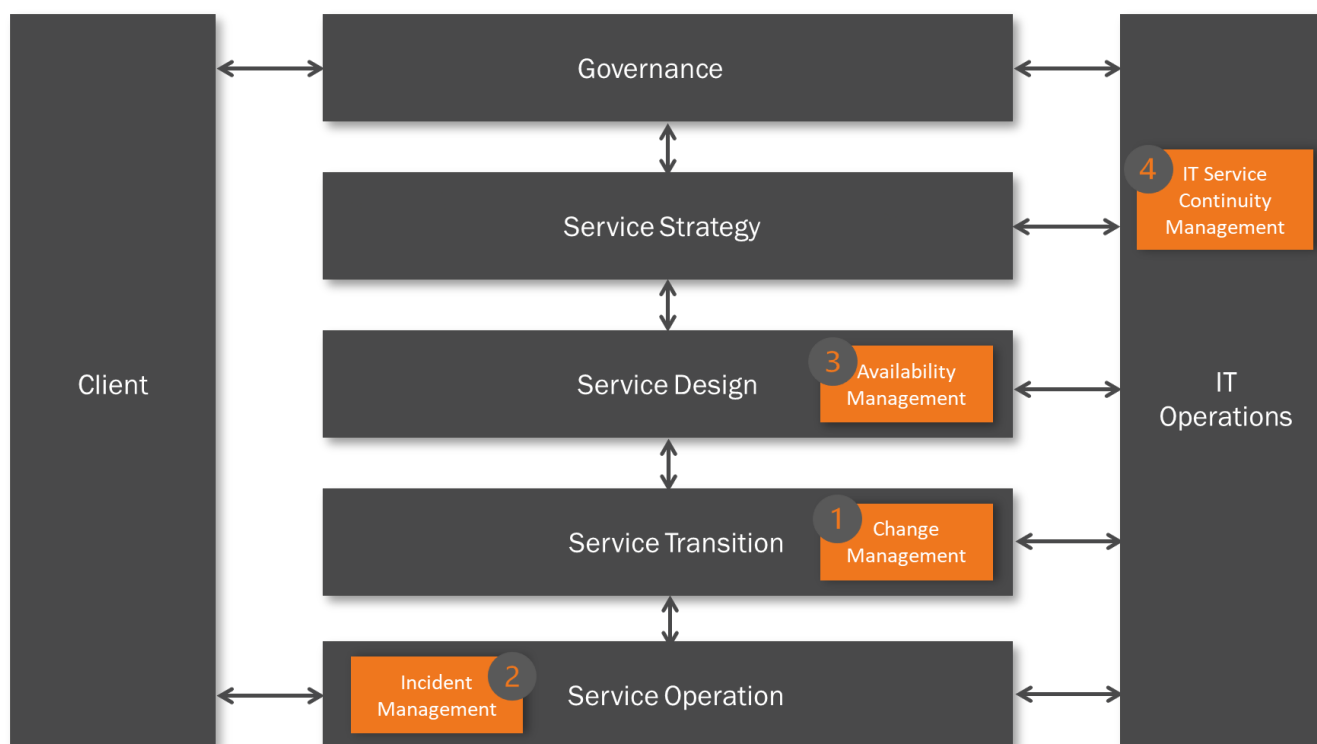 Governance
4
IT Service
Continuity
Management
Service Strategy
Client
Service Design
3
Availability
Management
IT
Operations
Service Transition
1
Change
Management
Incident
Management
2
Service Operation